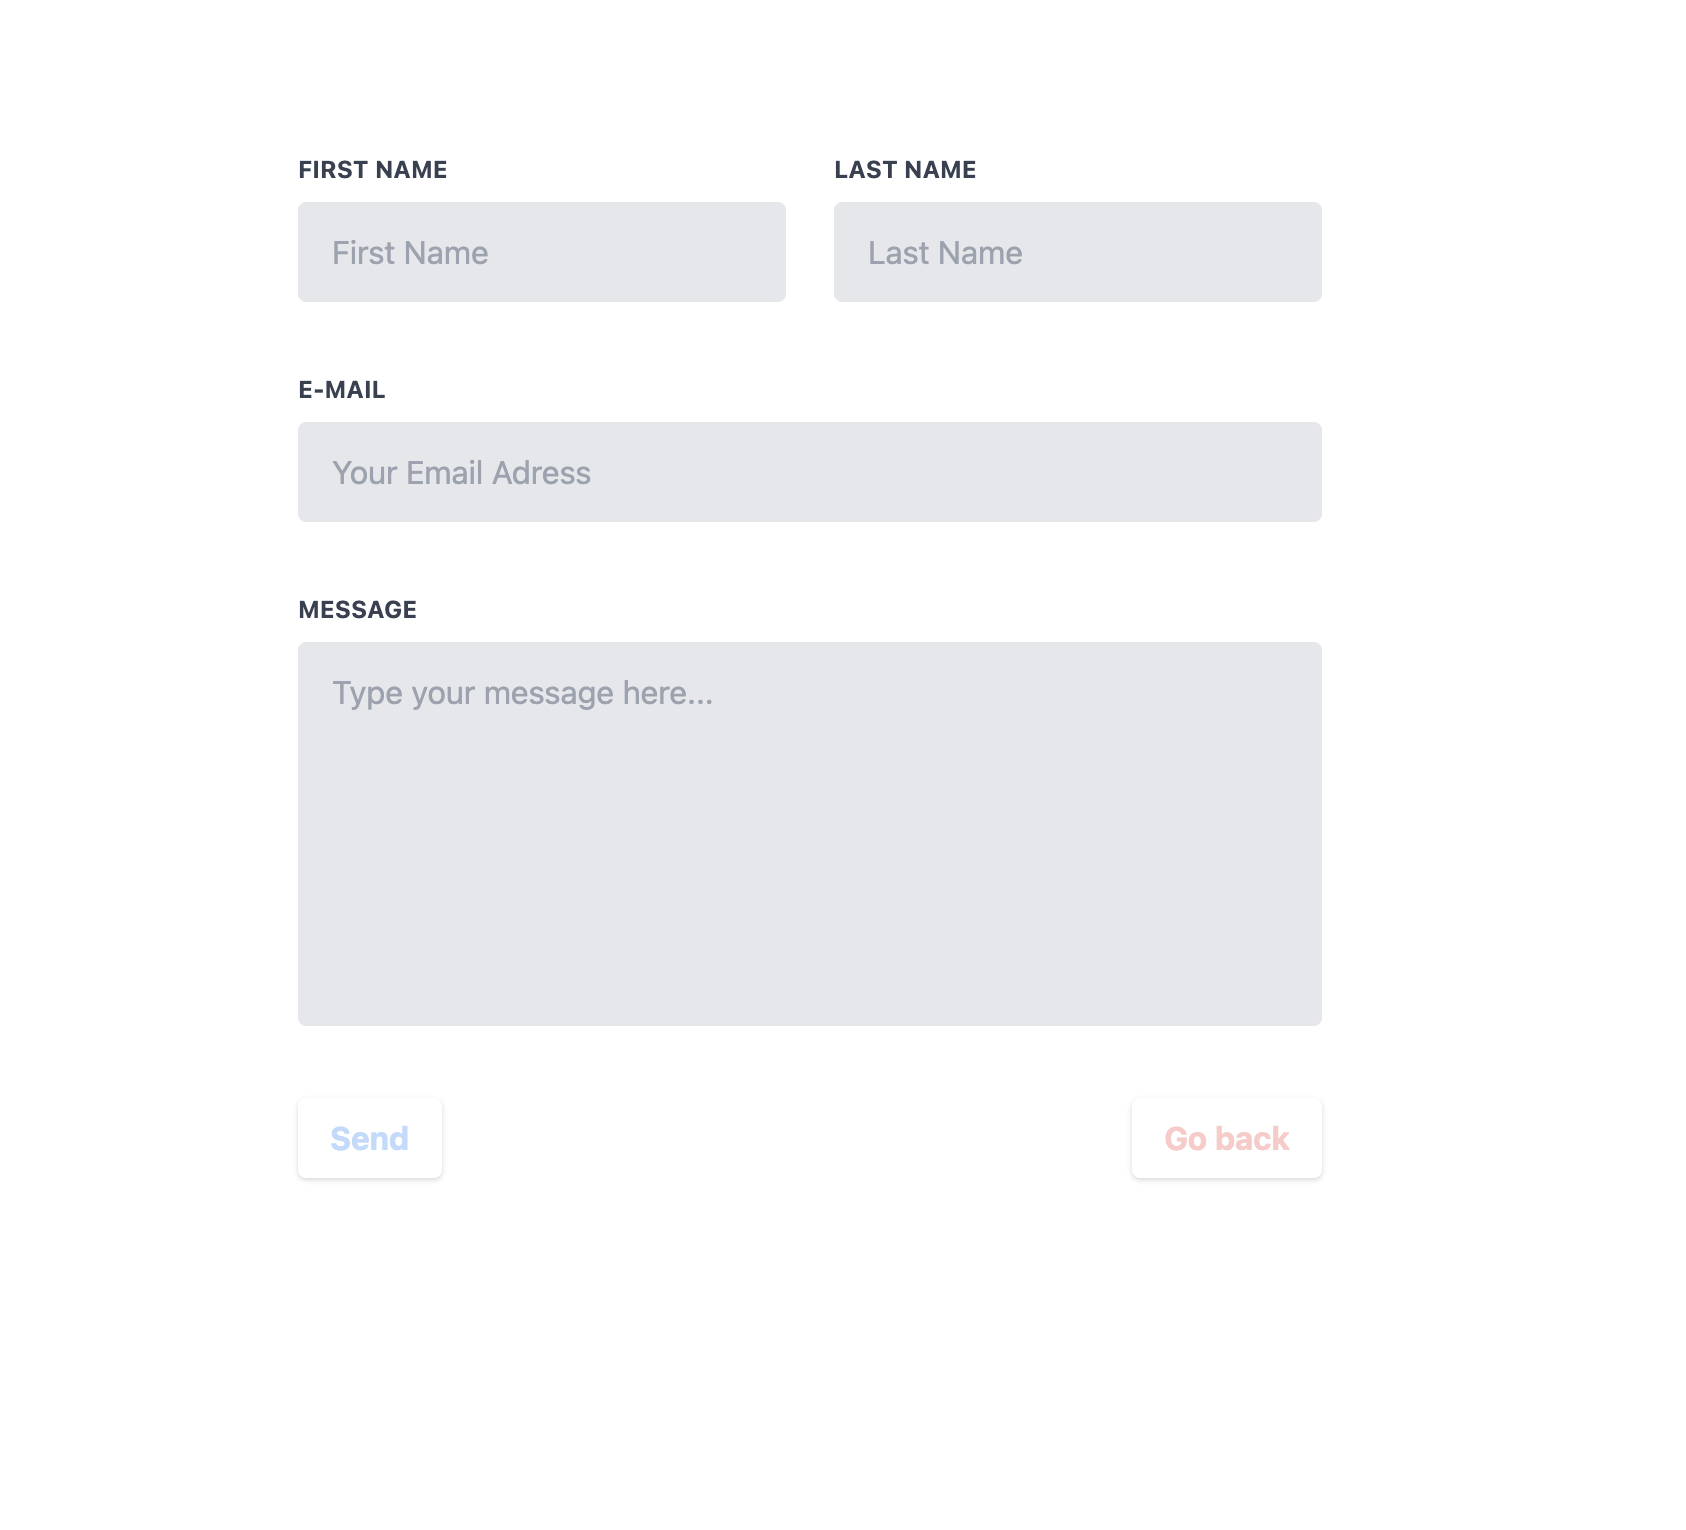 FIRST NAME
LAST NAME
First Name
Last Name
E-MAIL
Your Email Adress
MESSAGE
Type your message here...
Send
Go back